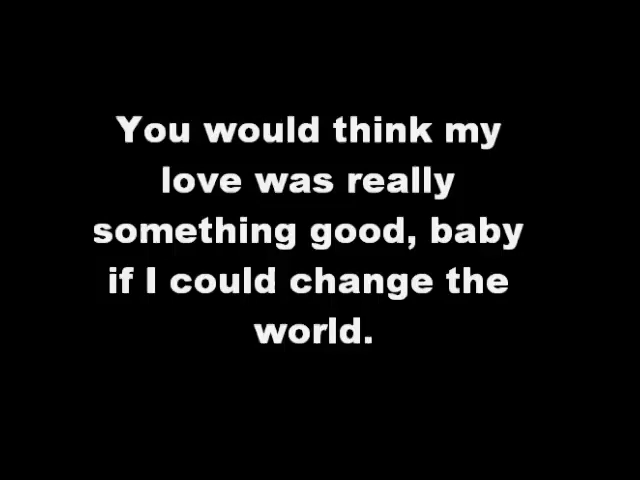 You would think my
love was really
something good, baby
if I could change the
world.